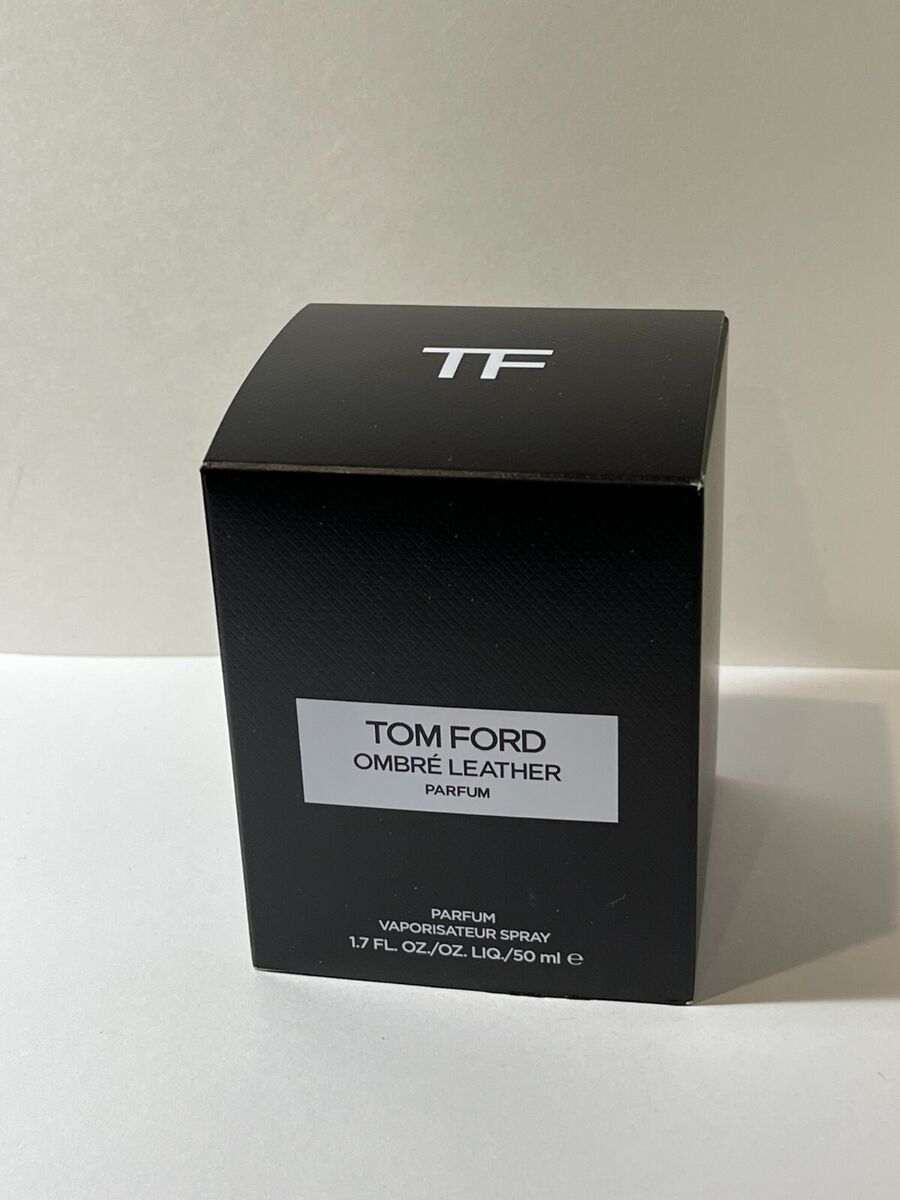 TF
TOM FORD
OMBRÉ LEATHER
PARFUM
PARFUM
VAPORISATEUR SPRAY
1.7 FL. OZ./OZ. LIQ./50 ml ℮